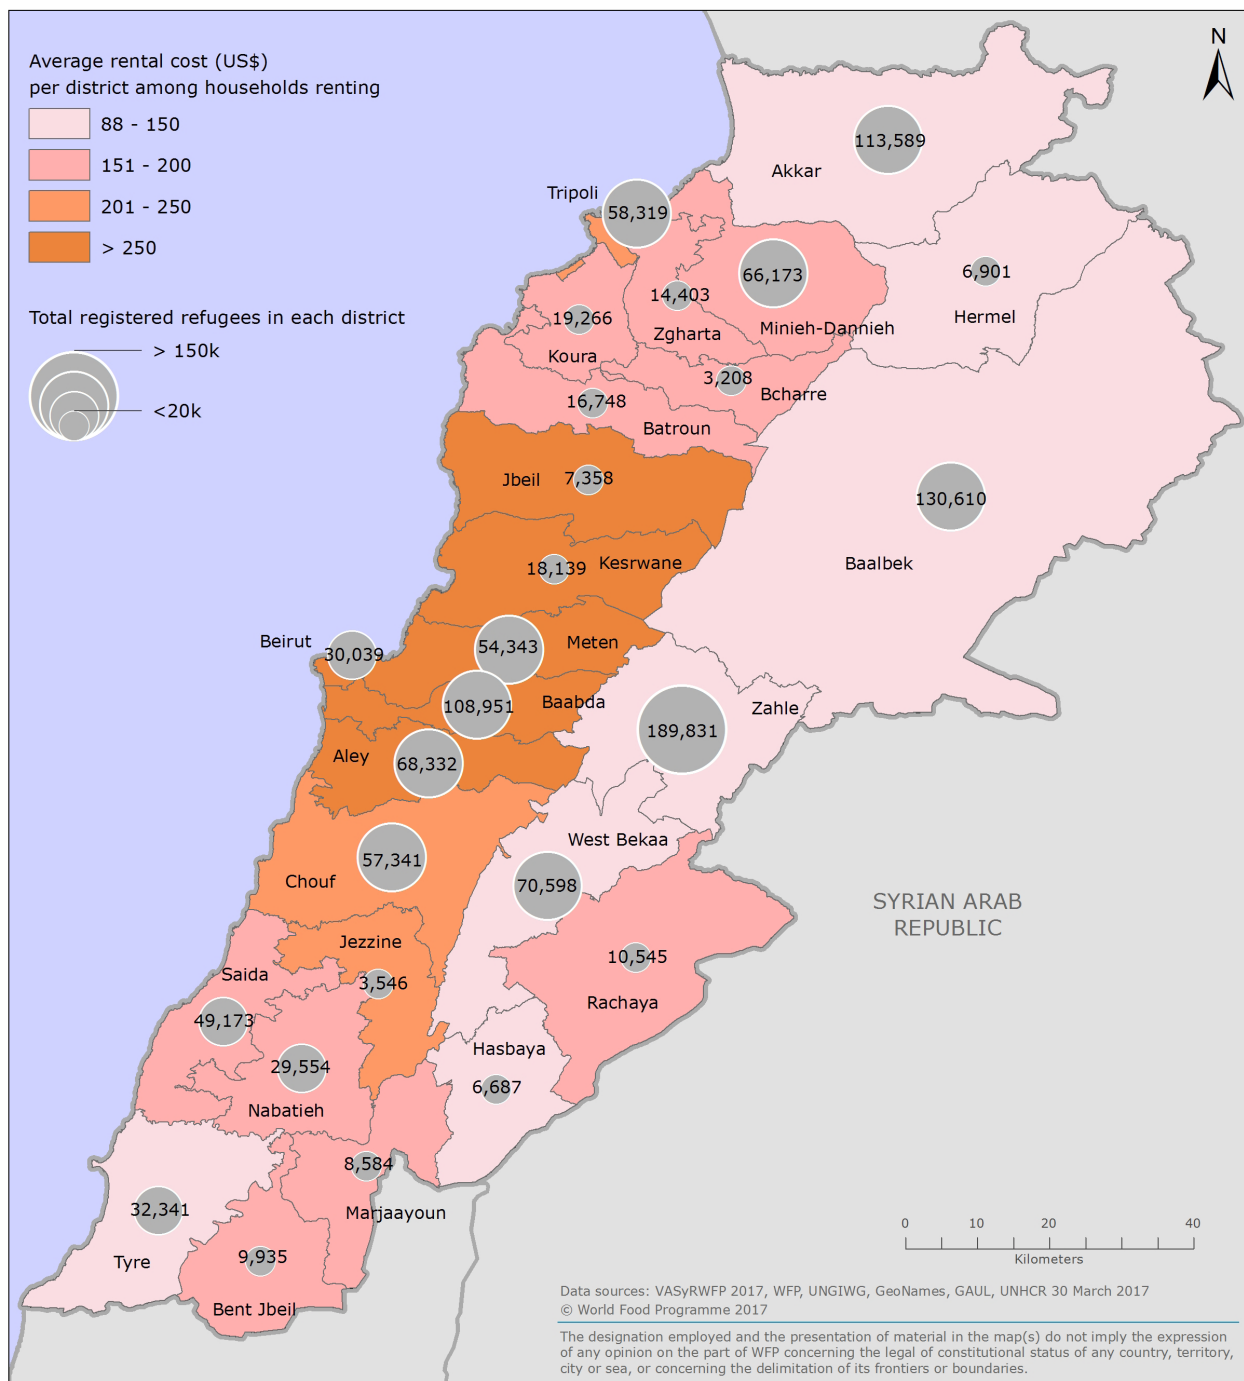 Average rental cost (US$)
per district among households renting
88 - 150
151 - 200
201 - 250
> 250
Total registered refugees in each district
> 150k
<20k
N
113,589
Akkar
Tripoli
58,319
66,173
6,901
14,403
19,266
Hermel
Minieh-Dannieh
Zgharta
Koura
3,208
Bcharre
16,748
Batroun
Jbeil
7,358
130,610
Kesrwane
18,139
Baalbek
Beirut
30,039
54,343
Meten
108,951
Baabda
Zahle
189,831
Aley
68,332
West Bekaa
57,341
Chouf
70,598
SYRIAN ARAB
REPUBLIC
Jezzine
10,545
Saida
3,546
Rachaya
49,173
Hasbaya
29,554
6,687
Nabatieh
8,584
32,341
Marjaayoun
9,935
Tyre
Bent Jbeil
0 10 20 40
Kilometers
Data sources: VASyRWFP 2017, WFP, UNGIWG, GeoNames, GAUL, UNHCR 30 March 2017
© World Food Programme 2017
The designation employed and the presentation of material in the map(s) do not imply the expression
of any opinion on the part of WFP concerning the legal of constitutional status of any country, territory,
city or sea, or concerning the delimitation of its frontiers or boundaries.